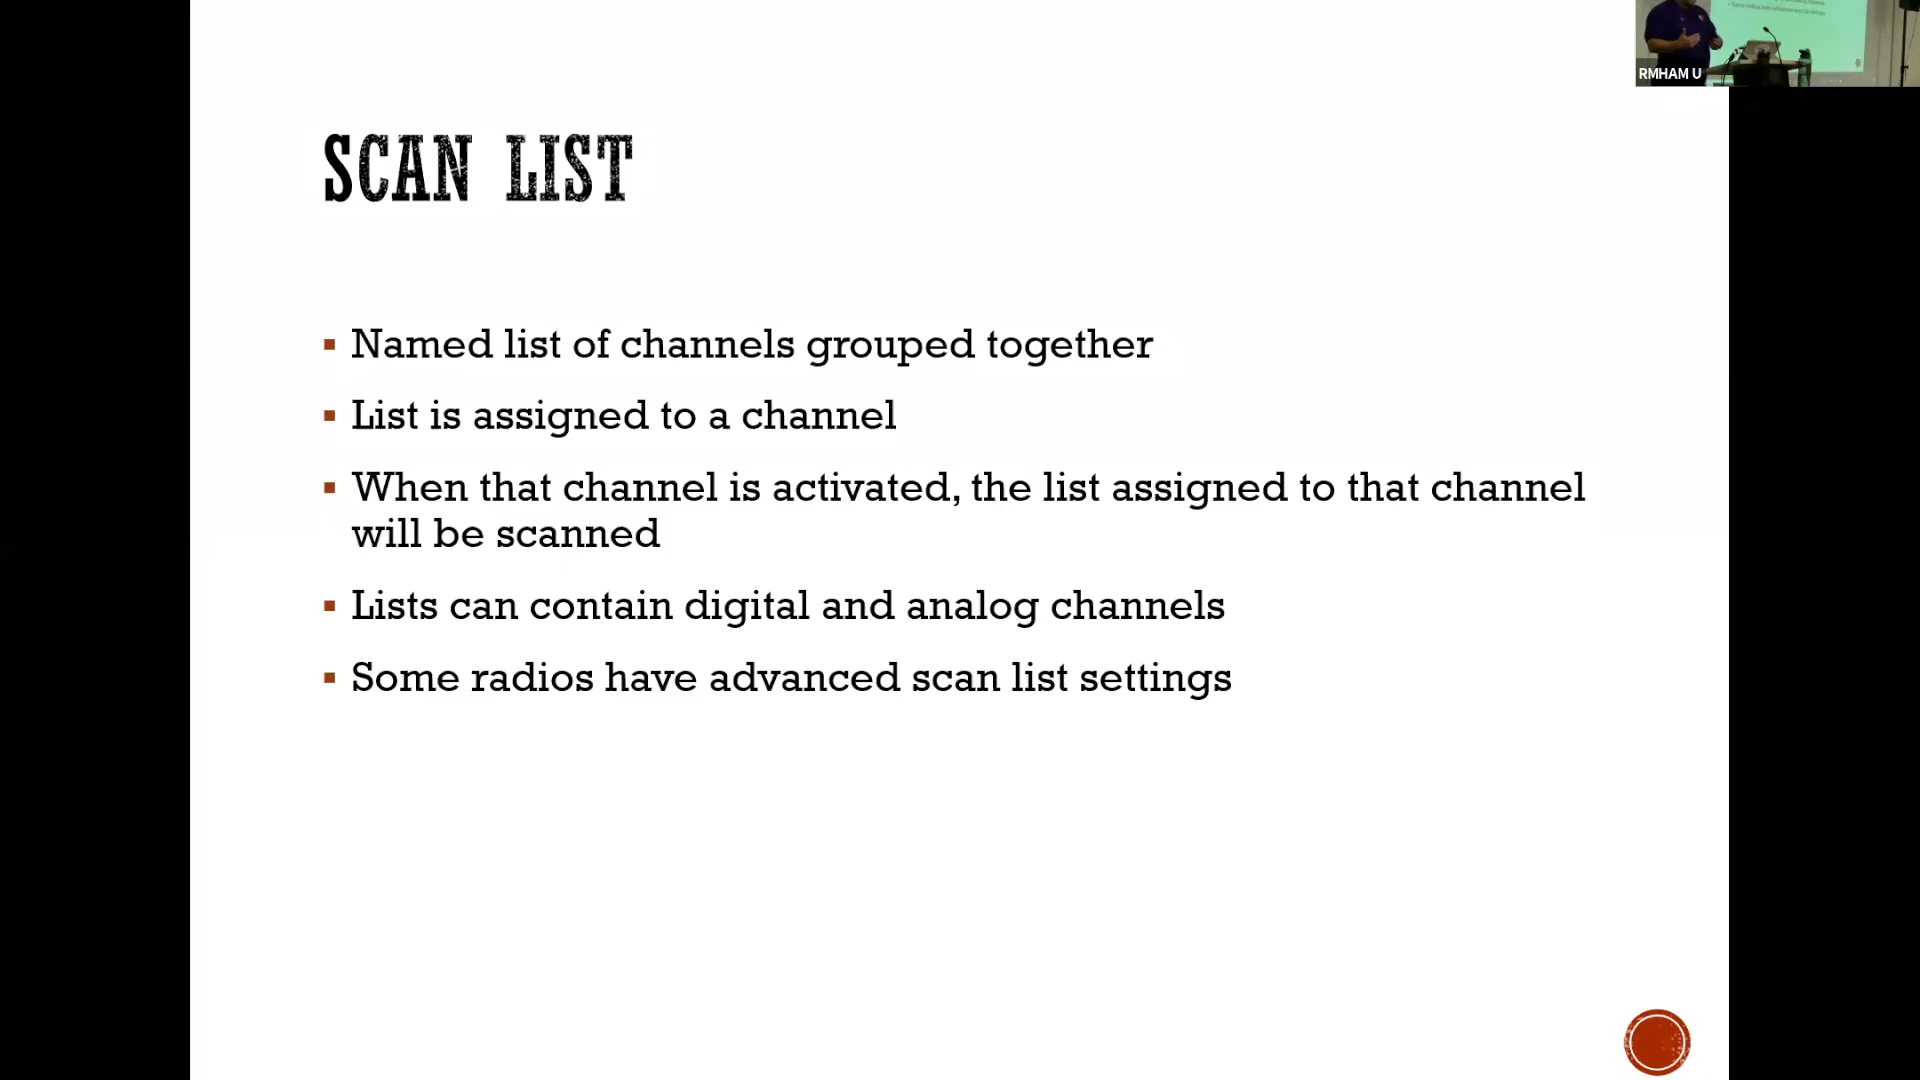 RMHAM U
SCAN LIST
▪ Named list of channels grouped together
▪ List is assigned to a channel
▪ When that channel is activated, the list assigned to that channel
will be scanned
▪ Lists can contain digital and analog channels
▪ Some radios have advanced scan list settings